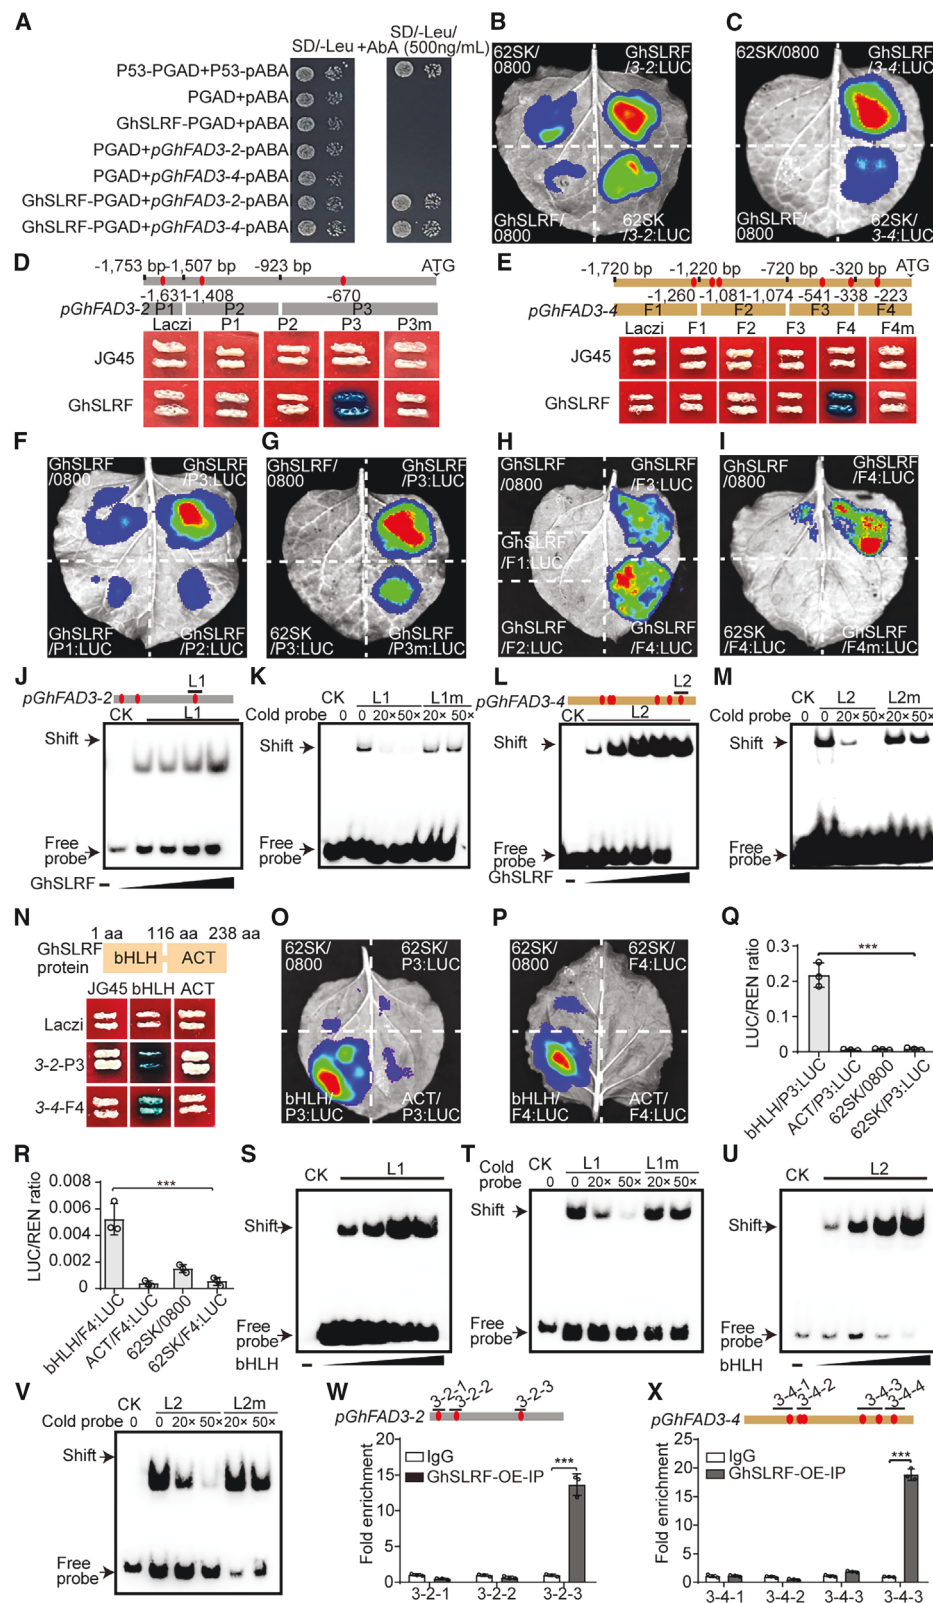 A
SD/-Leu
SD/-Leu/
+AbA (500ng/mL)
P53-PGAD+P53-pABA
PGAD+pABA
GhSLRF-PGAD+pABA
PGAD+pGhFAD3-2-pABA
PGAD+pGhFAD3-4-pABA
GhSLRF-PGAD+pGhFAD3-2-pABA
GhSLRF-PGAD+pGhFAD3-4-pABA
B
62SK/
0800
GhSLRF
/3-2:LUC
GhSLRF/
0800
62SK
/3-2:LUC
C
62SK/0800
GhSLRF
/3-4:LUC
GhSLRF/
0800
62SK/
3-4:LUC
D
-1,753 bp -1,507 bp -923 bp ATG
-1,631 -1,408 -670
pGhFAD3-2 P1 P2 P3
Laczi P1 P2 P3 P3m
JG45
GhSLRF
E
-1,720 bp -1,220 bp -720 bp -320 bp ATG
-1,260 -1,081 -1,074 -541 -338 -223
pGhFAD3-4 F1 F2 F3 F4
Laczi F1 F2 F3 F4 F4m
JG45
GhSLRF
F
GhSLRF
/0800
GhSLRF
/P3:LUC
GhSLRF
/P1:LUC
GhSLRF
/P2:LUC
G
GhSLRF/
0800
GhSLRF
/P3:LUC
62SK
/P3:LUC
GhSLRF
/P3m:LUC
H
GhSLRF
/0800
GhSLRF
/F3:LUC
GhSLRF
/F1:LUC
GhSLRF
/F2:LUC
GhSLRF
/F4:LUC
I
GhSLRF
/0800
GhSLRF
/F4:LUC
62SK
/F4:LUC
GhSLRF
/F4m:LUC
J
L1
pGhFAD3-2
CK L1
Shift
Free
probe
GhSLRF
K
CK L1 L1m
Cold probe 0 0 20× 50× 20× 50×
Shift
Free
probe
L
L2
pGhFAD3-4
CK L2
Shift
Free
probe
GhSLRF
M
CK L2 L2m
Cold probe 0 0 20× 50× 20× 50×
Shift
Free
probe
N
1 aa 116 aa 238 aa
GhSLRF
protein
bHLH ACT
JG45 bHLH ACT
Laczi
3-2-P3
3-4-F4
O
62SK/
0800
62SK/
P3:LUC
bHLH/
P3:LUC
ACT/
P3:LUC
P
62SK/
0800
62SK/
F4:LUC
bHLH/
F4:LUC
ACT/
F4:LUC
Q
LUC/REN ratio
0.3
0.2
0.1
0
***
bHLH/P3:LUC
ACT/P3:LUC
62SK/0800
62SK/P3:LUC
R
LUC/REN ratio
0.008
0.006
0.004
0.002
0
***
bHLH/F4:LUC
ACT/F4:LUC
62SK/0800
62SK/F4:LUC
S
CK L1
Shift
Free
probe
bHLH
T
Cold
probe
CK L1 L1m
0 0 20× 50× 20× 50×
Shift
Free
probe
U
CK L2
Shift
Free
probe
bHLH
V
CK L2 L2m
Cold probe 0 0 20× 50× 20× 50×
Shift
Free
probe
W
3-2-1
3-2-2
3-2-3
pGhFAD3-2
Fold enrichment
20
15
10
5
0
IgG
GhSLRF-OE-IP
***
3-2-1 3-2-2 3-2-3
X
3-4-1
3-4-2
3-4-3
3-4-4
pGhFAD3-4
Fold enrichment
25
20
15
10
5
0
IgG
GhSLRF-OE-IP
***
3-4-1 3-4-2 3-4-3 3-4-3